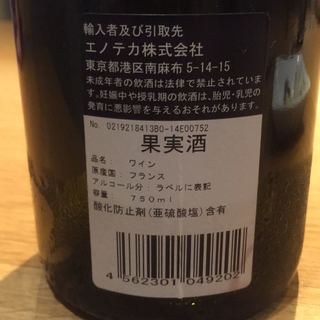 輸入者及び引取先
エノテカ株式会社
東京都港区南麻布 5-14-15
未成年者の飲酒は法律で禁止されています。
妊娠中や授乳期の飲酒は、胎児・乳児の
発育に悪影響を与えるおそれがあります。
No. 0219218413B0-14E00752
果実酒
品名: ワイン
原産国: フランス
アルコール分: ラベルに表記
容量: 750ml
酸化防止剤(亜硫酸塩)含有
4 562301 049202